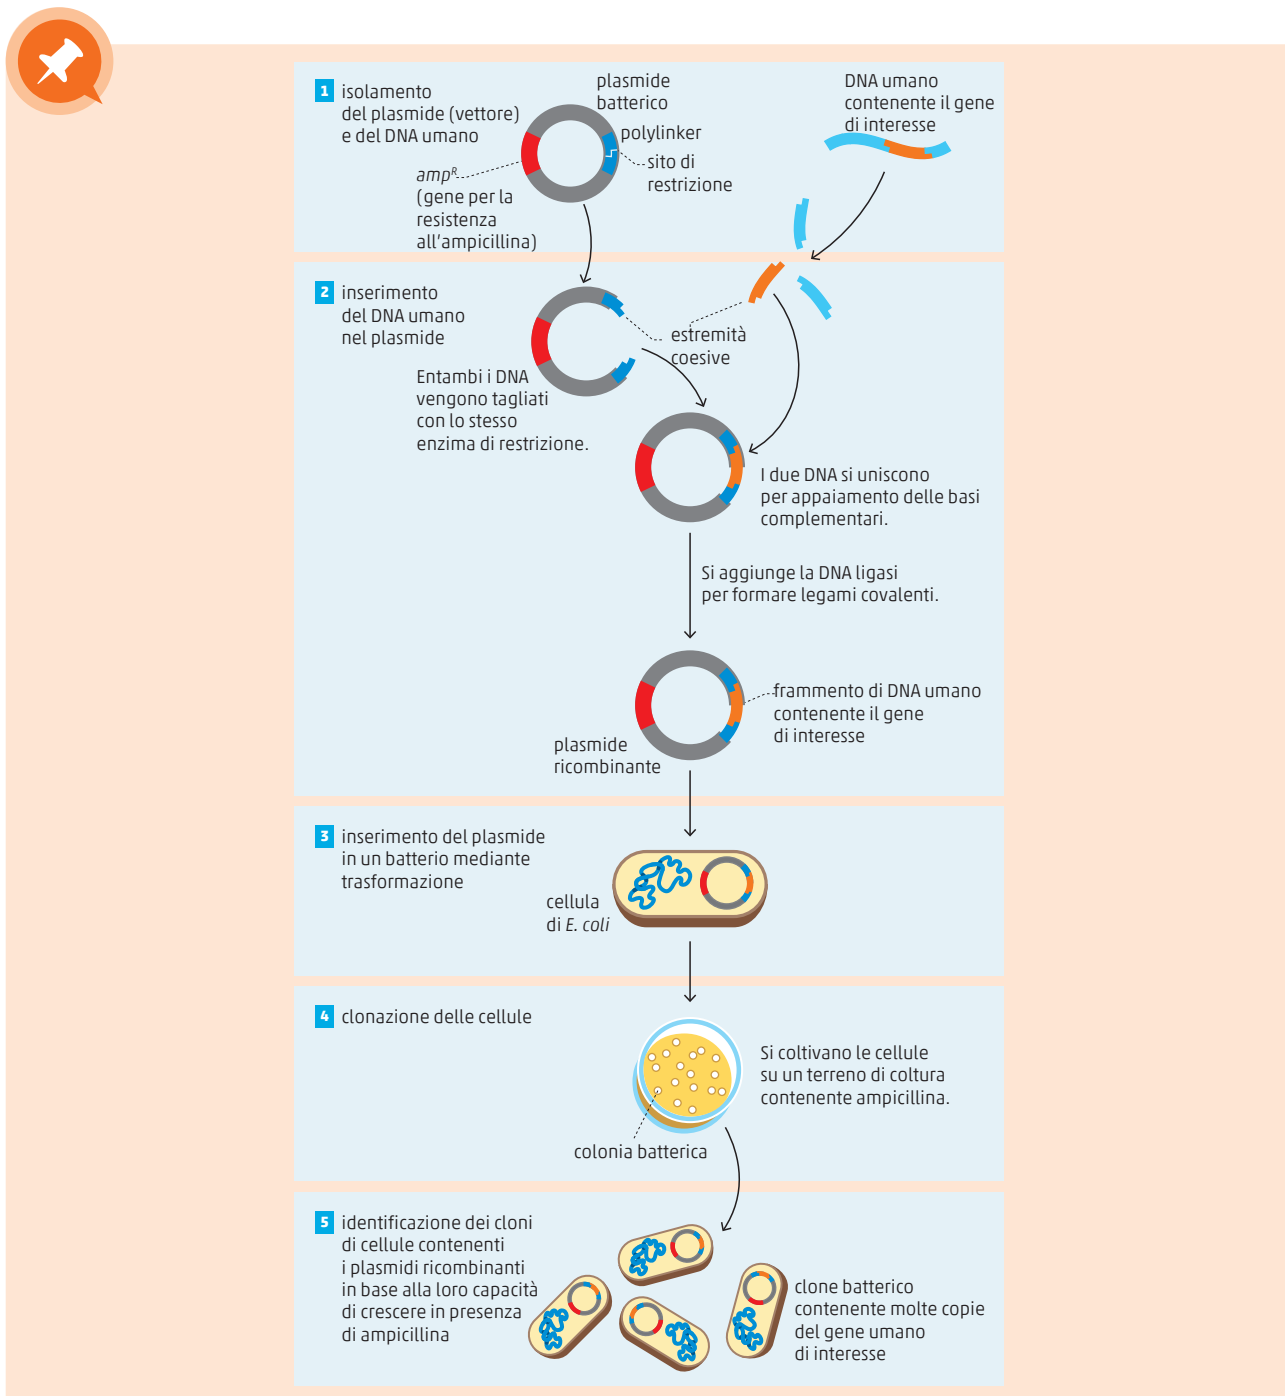 1 isolamento
del plasmide (vettore)
e del DNA umano
plasmide
batterico
polylinker
sito di
restrizione
ampR
(gene per la
resistenza
all'ampicillina)
DNA umano
contenente il gene
di interesse
2 inserimento
del DNA umano
nel plasmide
estremità
coesive
Entambi i DNA
vengono tagliati
con lo stesso
enzima di restrizione.
I due DNA si uniscono
per appaiamento delle basi
complementari.
Si aggiunge la DNA ligasi
per formare legami covalenti.
frammento di DNA umano
contenente il gene
di interesse
plasmide
ricombinante
3 inserimento del plasmide
in un batterio mediante
trasformazione
cellula
di E. coli
4 clonazione delle cellule
Si coltivano le cellule
su un terreno di coltura
contenente ampicillina.
colonia batterica
5 identificazione dei cloni
di cellule contenenti
i plasmidi ricombinanti
in base alla loro capacità
di crescere in presenza
di ampicillina
clone batterico
contenente molte copie
del gene umano
di interesse